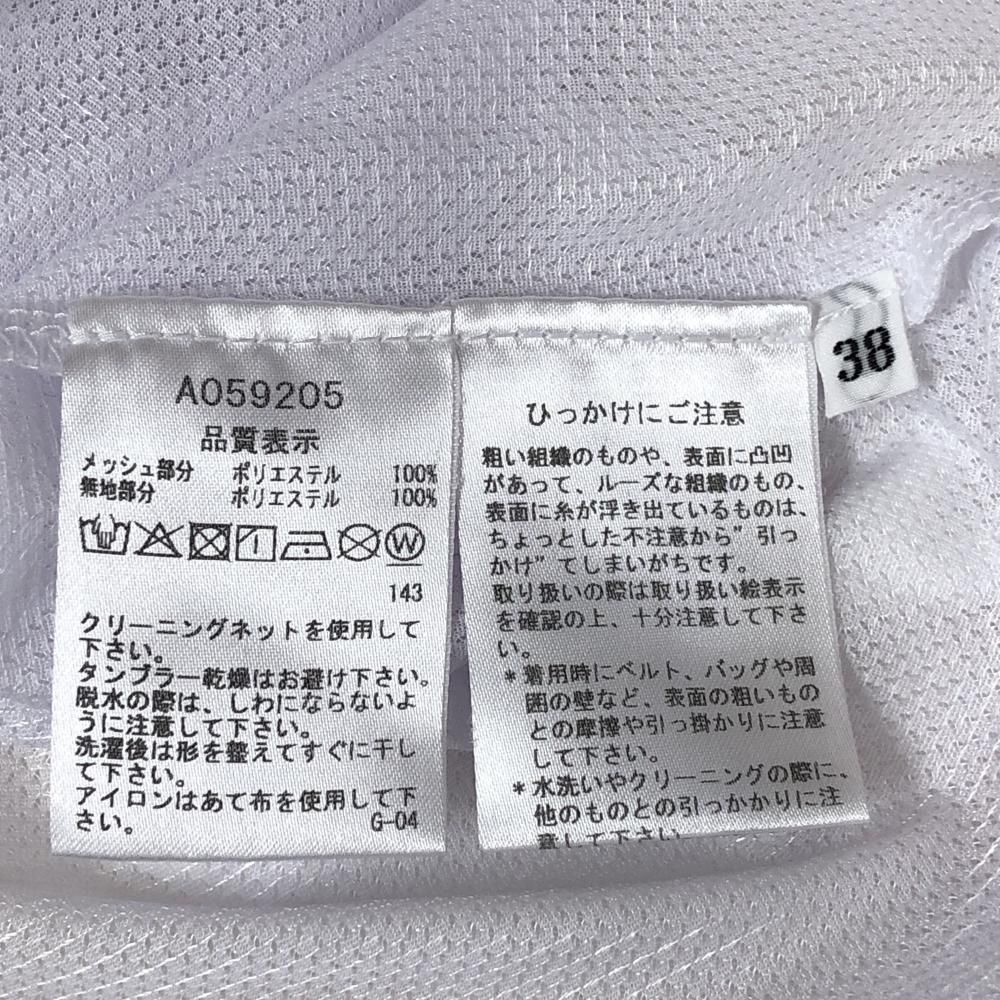 A059205
品質表示
メッシュ部分 ポリエステル 100%
無地部分 ポリエステル 100%
W
143
クリーニングネットを使用して
下さい。
タンブラー乾燥はお避け下さい。
脱水の際は、しわにならないよ
うに注意して下さい。
洗濯後は形を整えてすぐに干し
て下さい。
アイロンはあて布を使用して下
さい。 G-04
ひっかけにご注意
粗い組織のものや、表面に凸凹
があって、ルーズな組織のもの、
表面に糸が浮き出ているものは、
ちょっとした不注意から"引っ
かけ"てしまいがちです。
取り扱いの際は取り扱い絵表示
を確認の上、十分注意して下さ
い。
*着用時にベルト、バッグや周
囲の壁など、表面の粗いもの
との摩擦や引っ掛かりに注意
して下さい。
*水洗いやクリーニングの際に、
他のものとの引っかかりに注
意して下さい
38